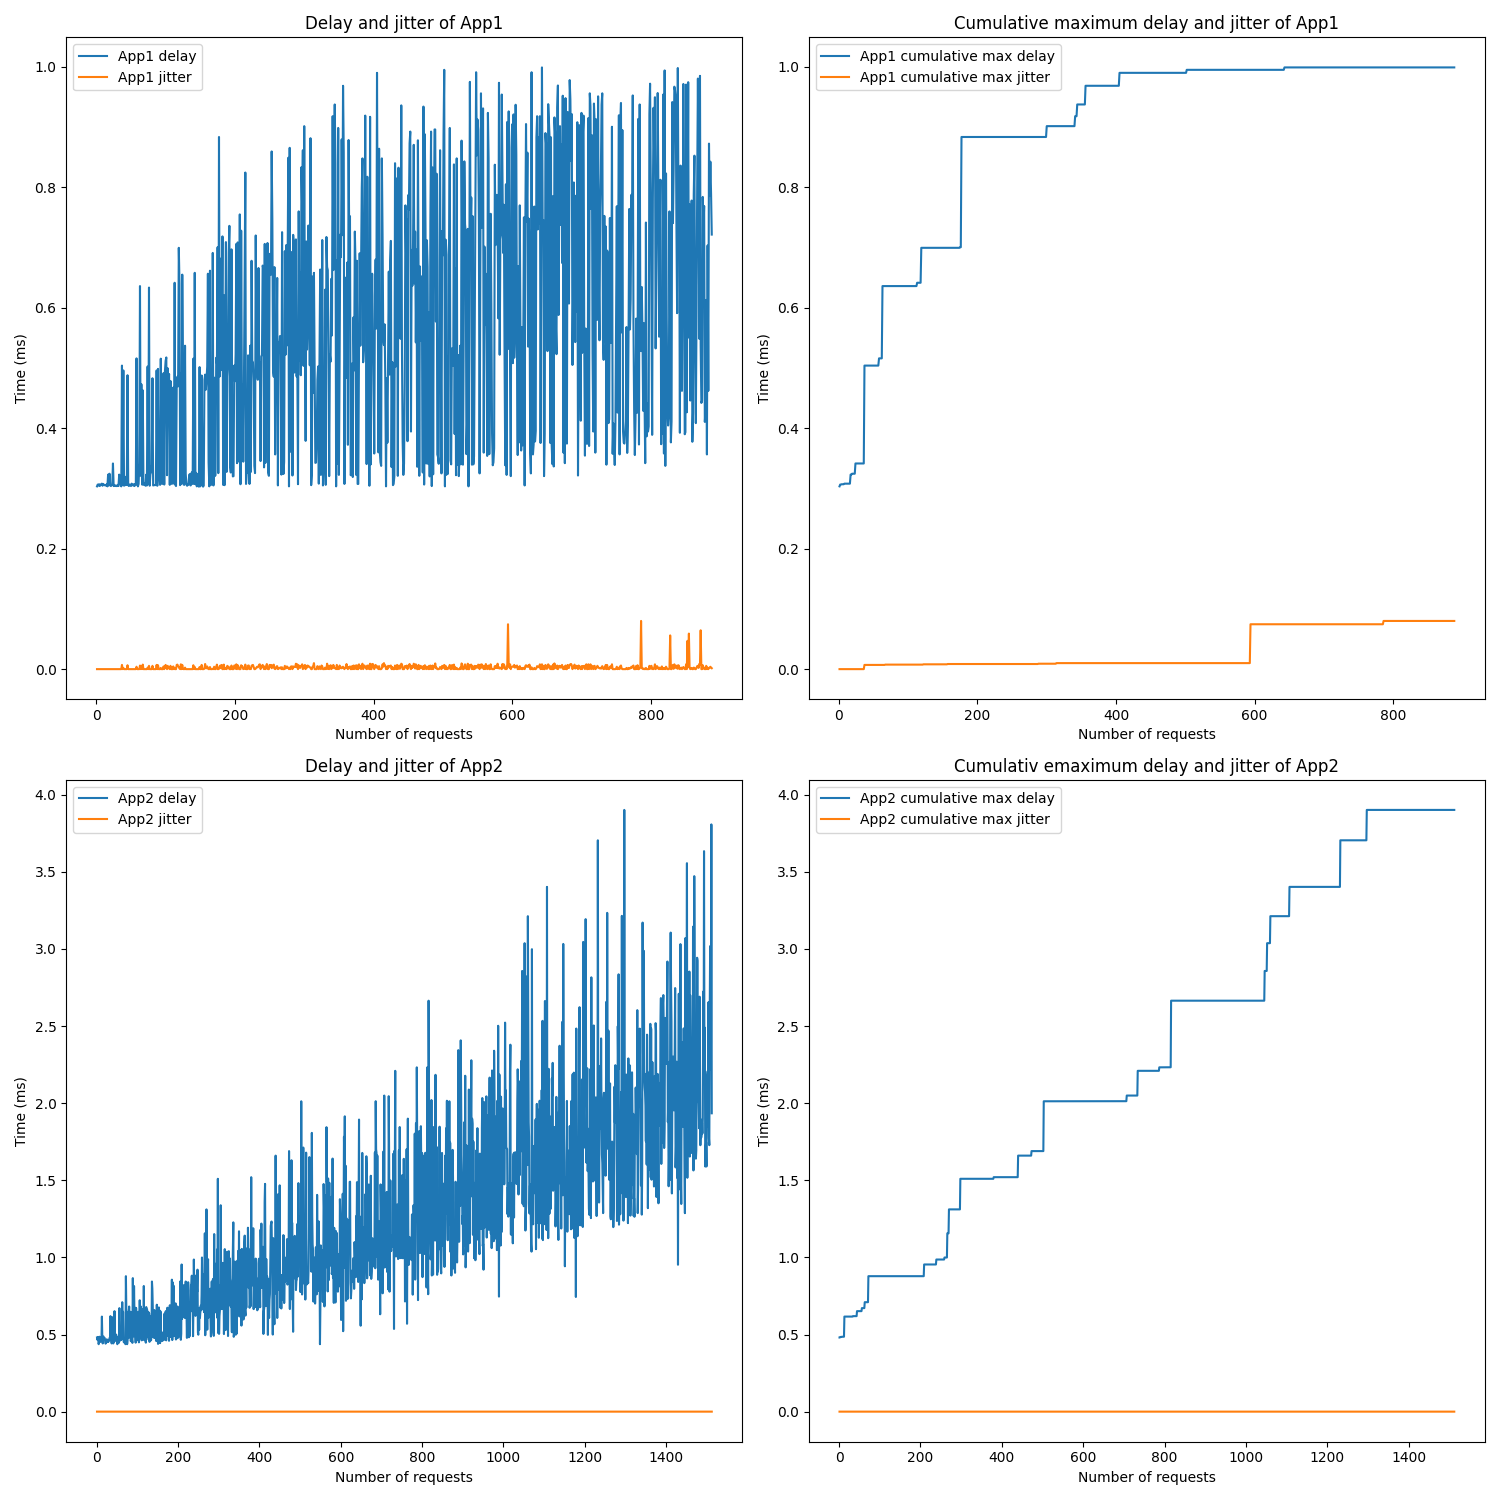 Delay and jitter of App1
App1 delay
App1 jitter
1.0
0.8
0.6
0.4
0.2
0.0
Time (ms)
0 200 400 600 800
Number of requests
Cumulative maximum delay and jitter of App1
App1 cumulative max delay
App1 cumulative max jitter
1.0
0.8
0.6
0.4
0.2
0.0
Time (ms)
0 200 400 600 800
Number of requests
Delay and jitter of App2
App2 delay
App2 jitter
4.0
3.5
3.0
2.5
2.0
1.5
1.0
0.5
0.0
Time (ms)
0 200 400 600 800 1000 1200 1400
Number of requests
Cumulativ emaximum delay and jitter of App2
App2 cumulative max delay
App2 cumulative max jitter
4.0
3.5
3.0
2.5
2.0
1.5
1.0
0.5
0.0
Time (ms)
0 200 400 600 800 1000 1200 1400
Number of requests